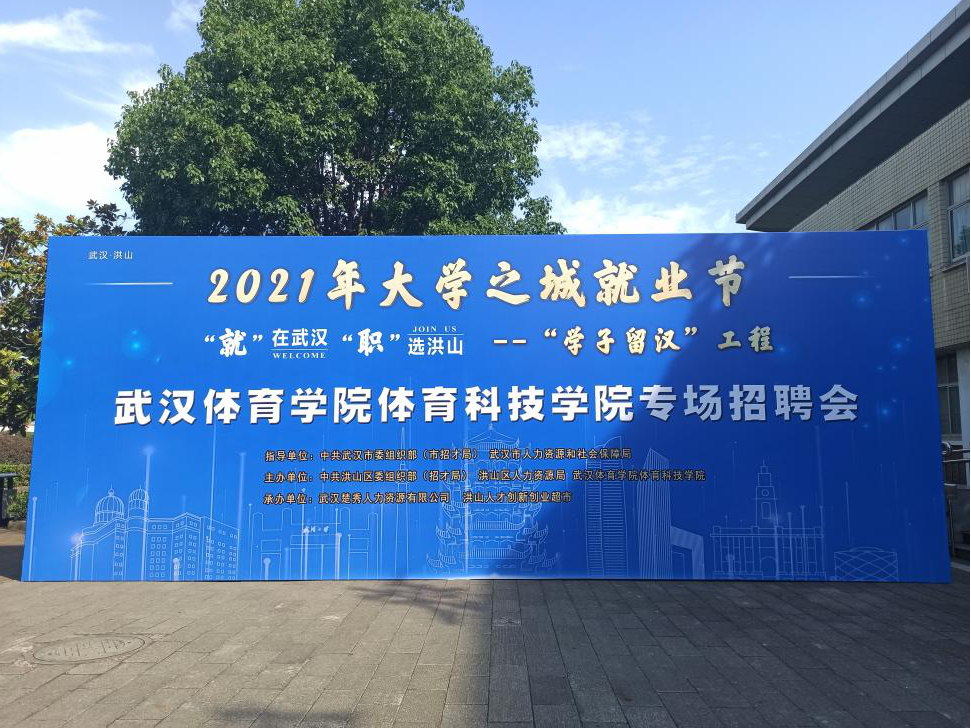 武汉·洪山
2021年大学之城就业节
“就”在武汉 WELCOME “职”JOIN US 选洪山 --“学子留汉”工程
武汉体育学院体育科技学院专场招聘会
指导单位：中共武汉市委组织部（市招才局） 武汉市人力资源和社会保障局
主办单位：中共洪山区委组织部（招才局） 洪山区人力资源局 武汉体育学院体育科技学院
承办单位：武汉楚秀人力资源有限公司 洪山人才创新创业超市